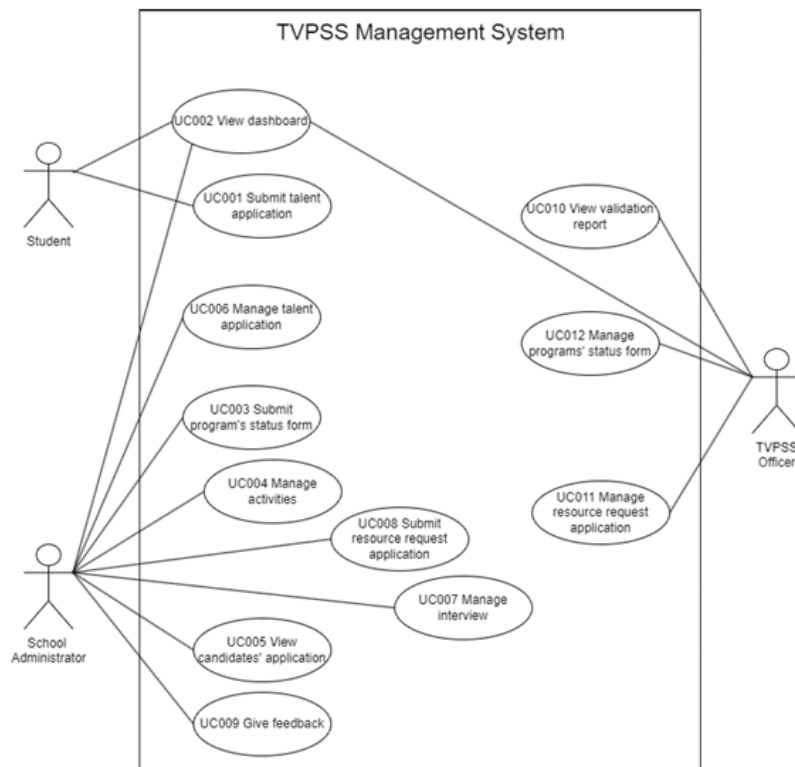 TVPSS Management System
UC002 View dashboard
UC001 Submit talent
application
Student
UC010 View validation
report
UC006 Manage talent
application
UC012 Manage
programs' status form
TVPSS
Officer
UC003 Submit
program's status form
UC004 Manage
activities
UC011 Manage
resource request
application
UC008 Submit
resource request
application
UC007 Manage
interview
School
Administrator
UC005 View
candidates' application
UC009 Give feedback